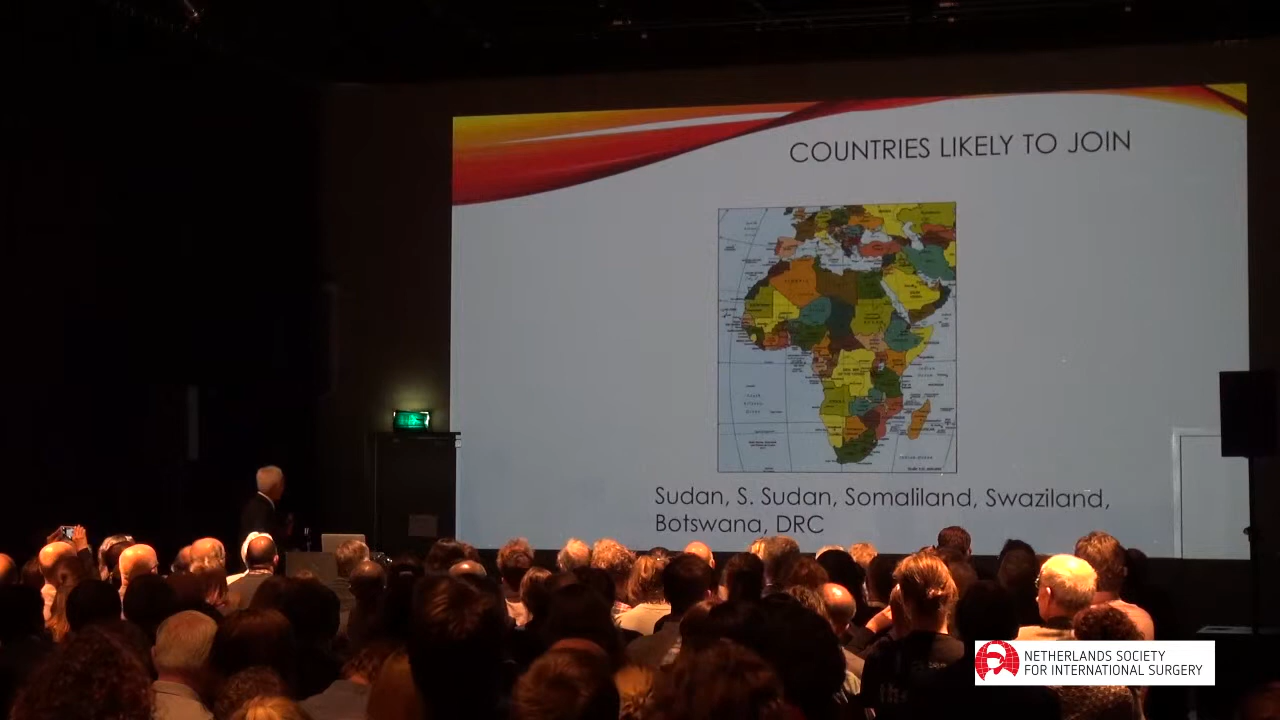 COUNTRIES LIKELY TO JOIN
Sudan, S. Sudan, Somaliland, Swaziland,
Botswana, DRC
NETHERLANDS SOCIETY
FOR INTERNATIONAL SURGERY